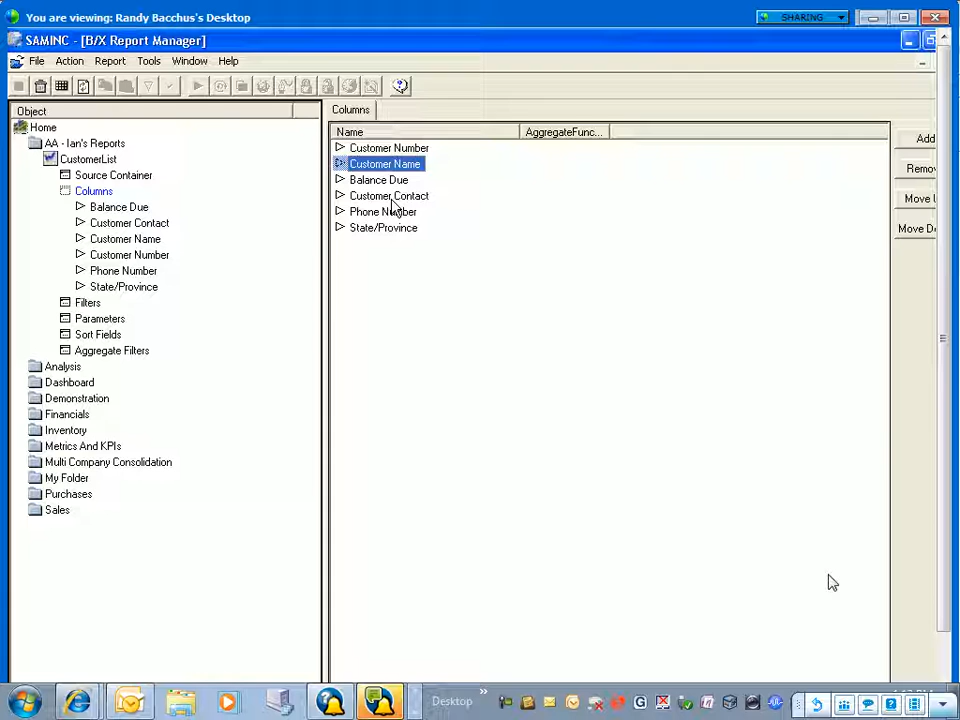 You are viewing: Randy Bacchus's Desktop
SHARING
SAMINC - [B/X Report Manager]
File Action Report Tools Window Help
Object
Home
AA - Ian's Reports
CustomerList
Source Container
Columns
Balance Due
Customer Contact
Customer Name
Customer Number
Phone Number
State/Province
Filters
Parameters
Sort Fields
Aggregate Filters
Analysis
Dashboard
Demonstration
Financials
Inventory
Metrics And KPIs
Multi Company Consolidation
My Folder
Purchases
Sales
Columns
Name AggregateFunc...
Customer Number
Customer Name
Balance Due
Customer Contact
Phone Number
State/Province
Add
Remov
Move U
Move Do
Desktop